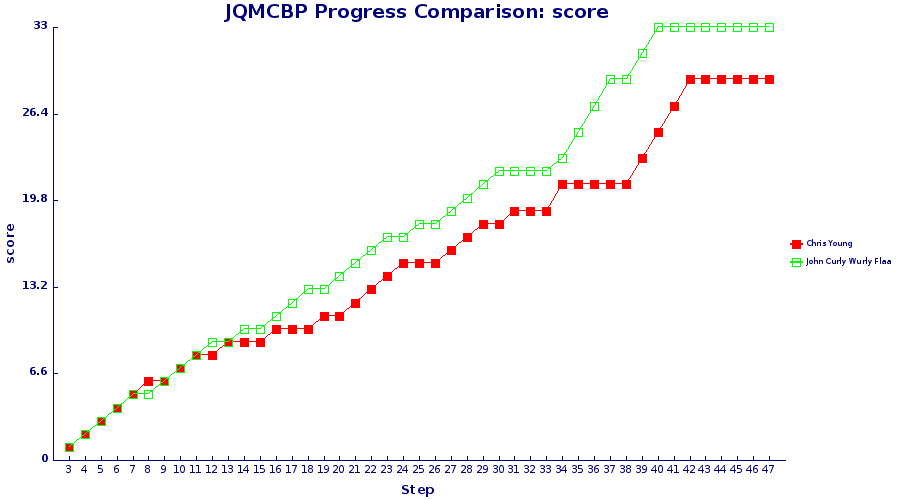 JQMCBP Progress Comparison: score
33
26.4
19.8
13.2
6.6
0
score
3 4 5 6 7 8 9 10 11 12 13 14 15 16 17 18 19 20 21 22 23 24 25 26 27 28 29 30 31 32 33 34 35 36 37 38 39 40 41 42 43 44 45 46 47
Step
Chris Young
John Curly Wurly Flaa